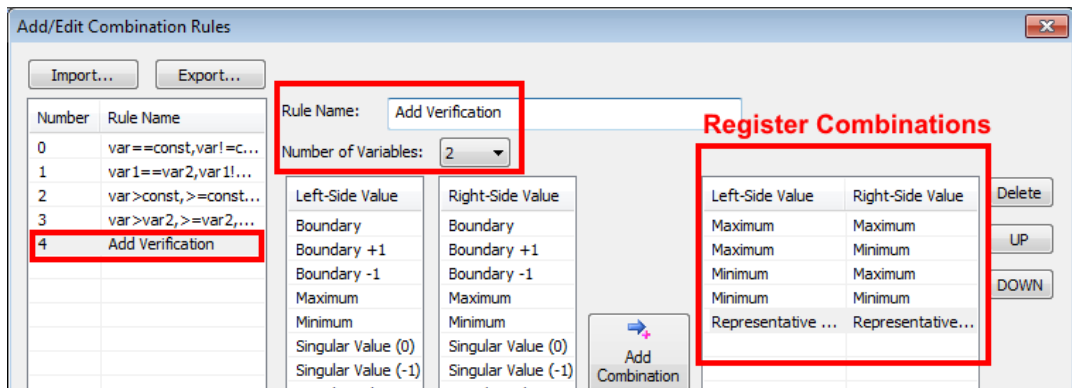 Add/Edit Combination Rules
Import... Export...
Rule Name: Add Verification
Number of Variables: 2
Register Combinations
Number Rule Name
0 var==const,var!=c...
1 var1==var2,var1!...
2 var>const,>=const...
3 var>var2,>=var2,...
4 Add Verification
Left-Side Value Right-Side Value
Boundary Boundary
Boundary +1 Boundary +1
Boundary -1 Boundary -1
Maximum Maximum
Minimum Minimum
Singular Value (0) Singular Value (0)
Singular Value (-1) Singular Value (-1)
Add
Combination
Left-Side Value Right-Side Value
Maximum Maximum
Maximum Minimum
Minimum Maximum
Minimum Minimum
Representative ... Representative...
Delete
UP
DOWN